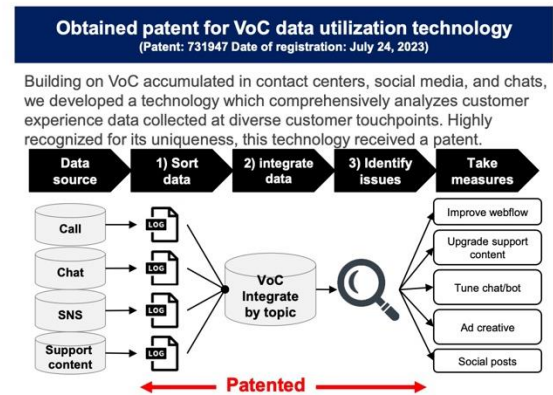 Obtained patent for VoC data utilization technology
(Patent: 731947 Date of registration: July 24, 2023)
Building on VoC accumulated in contact centers, social media, and chats,
we developed a technology which comprehensively analyzes customer
experience data collected at diverse customer touchpoints. Highly
recognized for its uniqueness, this technology received a patent.
Data
source
1) Sort
data
2) integrate
data
3) Identify
issues
Take
measures
Call
Chat
SNS
Support
content
LOG
LOG
LOG
LOG
VoC
Integrate
by topic
Improve webflow
Upgrade support
content
Tune chat/bot
Ad creative
Social posts
Patented